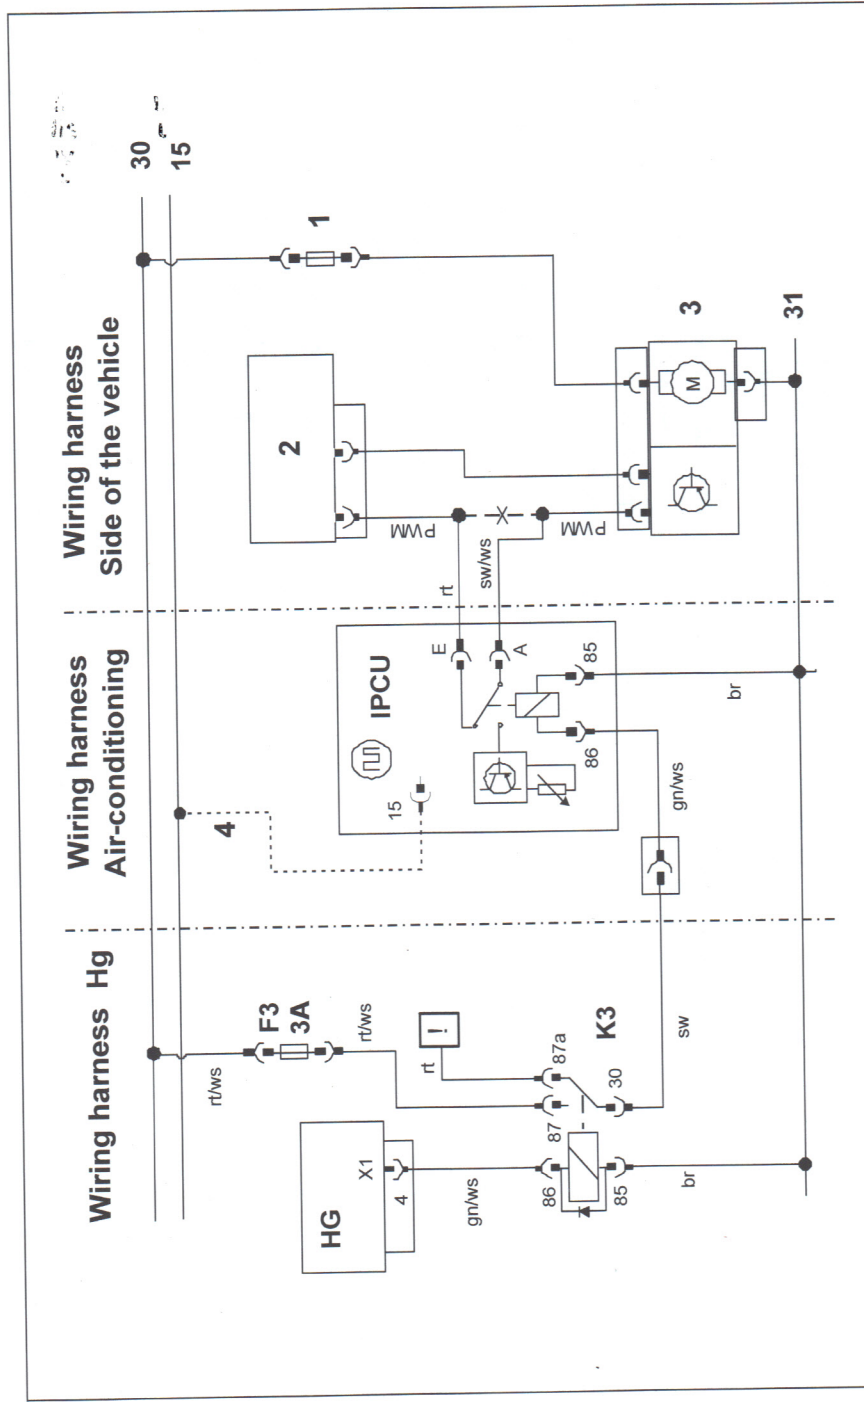 Wiring harness Hg
Wiring harness
Air-conditioning
Wiring harness
Side of the vehicle
30
15
rt/ws
F3
3A
rt/ws
4
1
HG
X1
4
gn/ws
rt
!
87a
87
86
85
30
K3
br
sw
15
IPCU
E
A
86
85
gn/ws
br
rt
sw/ws
2
PWM
PWM
M
3
31